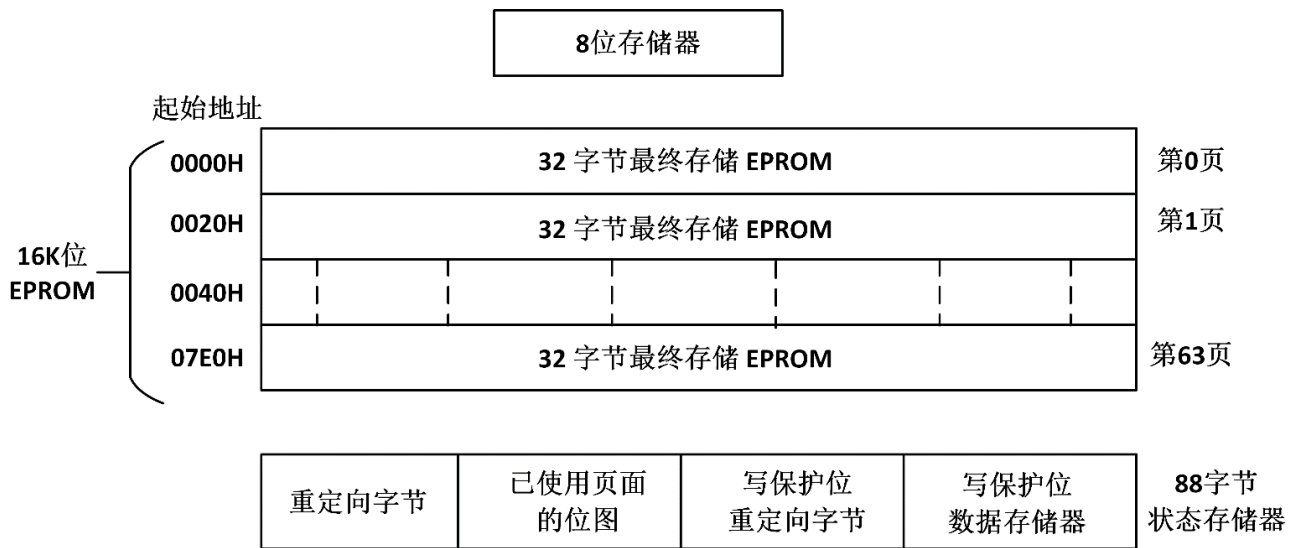 8位存储器
起始地址
0000H
32 字节最终存储 EPROM
第0页
0020H
32 字节最终存储 EPROM
第1页
16K位
EPROM
0040H
07E0H
32 字节最终存储 EPROM
第63页
重定向字节
已使用页面
的位图
写保护位
重定向字节
写保护位
数据存储器
88字节
状态存储器